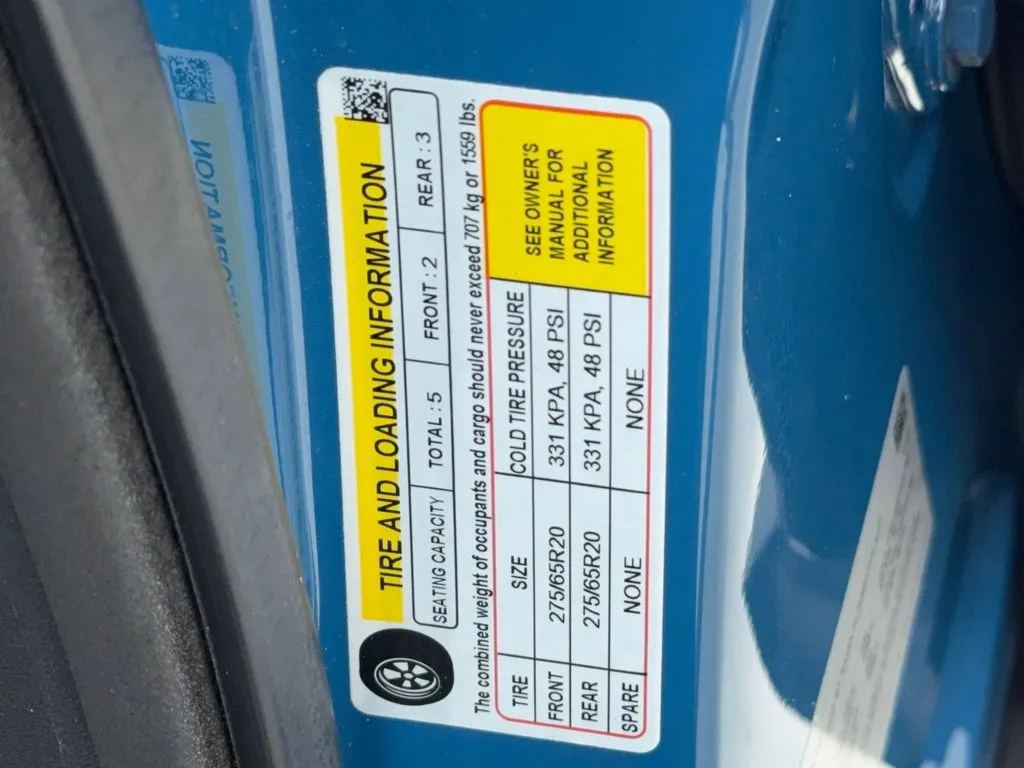 TIRE AND LOADING INFORMATION
SEATING CAPACITY TOTAL : 5 FRONT : 2 REAR : 3
The combined weight of occupants and cargo should never exceed 707 kg or 1559 lbs.
TIRE SIZE COLD TIRE PRESSURE
FRONT 275/65R20 331 KPA, 48 PSI
REAR 275/65R20 331 KPA, 48 PSI
SPARE NONE NONE
SEE OWNER'S
MANUAL FOR
ADDITIONAL
INFORMATION